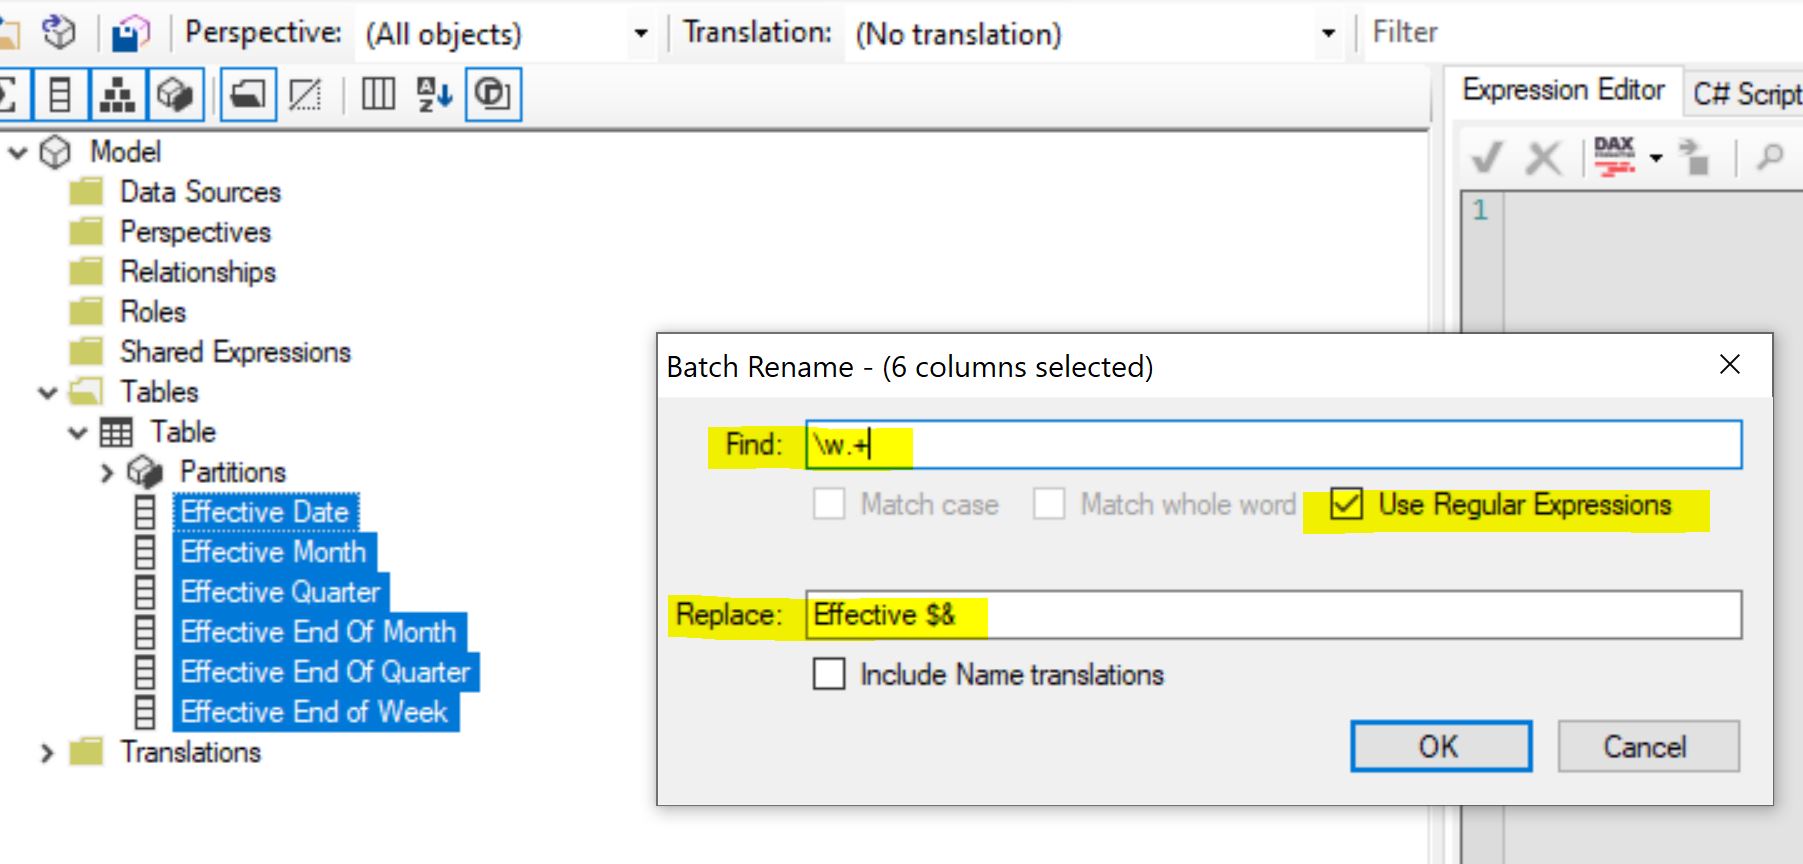 Perspective: (All objects) Translation: (No translation) Filter
A Z
Expression Editor C# Script
Model
DAX
Data Sources
1
Perspectives
Relationships
Roles
Shared Expressions
Tables
Table
Partitions
Effective Date
Effective Month
Effective Quarter
Effective End Of Month
Effective End Of Quarter
Effective End of Week
Translations
Batch Rename - (6 columns selected)
Find: \w.+
Match case Match whole word Use Regular Expressions
Replace: Effective $&
Include Name translations
OK Cancel